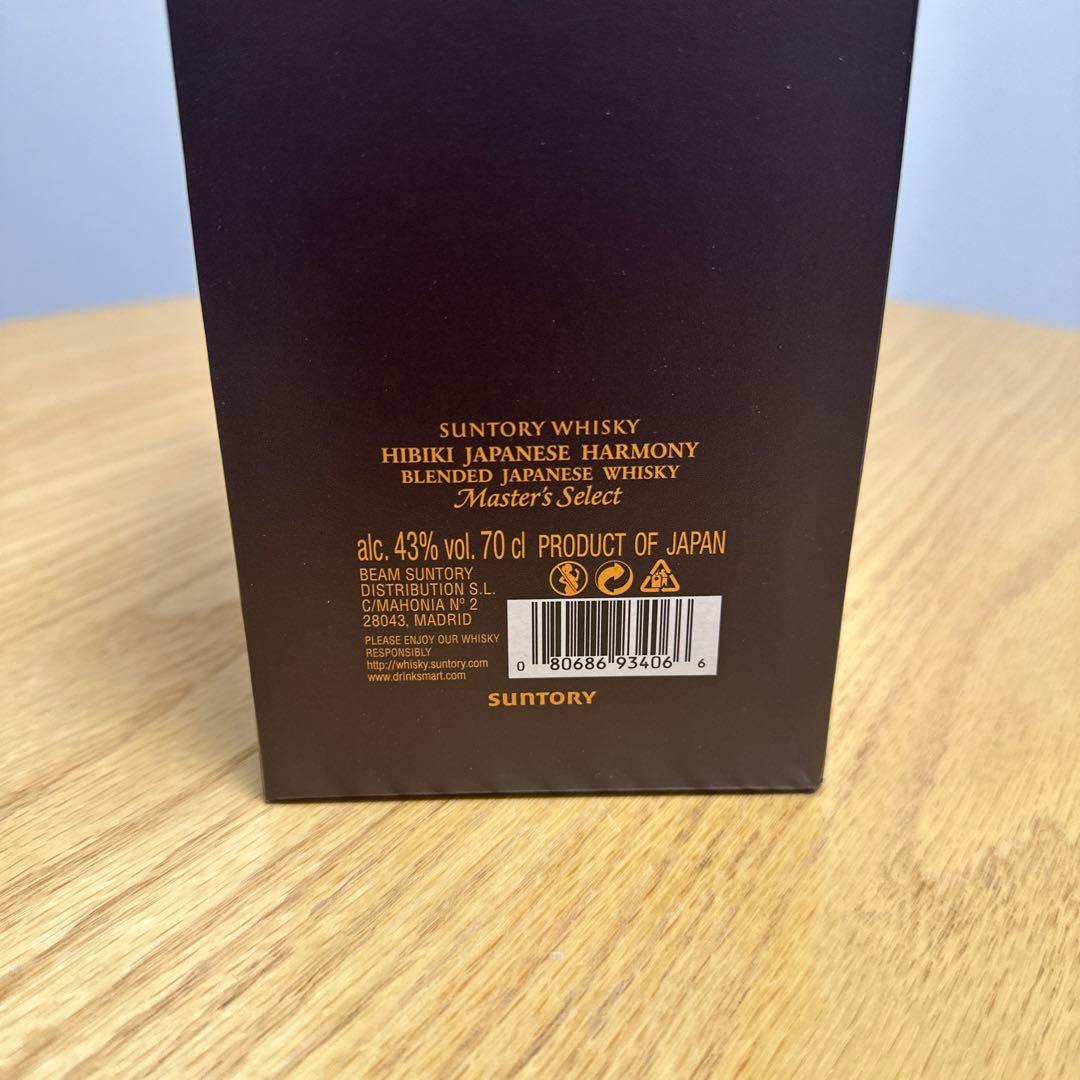 SUNTORY WHISKY
HIBIKI JAPANESE HARMONY
BLENDED JAPANESE WHISKY
Master's Select
alc. 43% vol. 70 cl PRODUCT OF JAPAN
BEAM SUNTORY
DISTRIBUTION S.L.
C/MAHONIA Nº 2
28043, MADRID
PLEASE ENJOY OUR WHISKY
RESPONSIBLY
http://whisky.suntory.com
www.drinksmart.com
0 80686 93406 6
SUNTORY